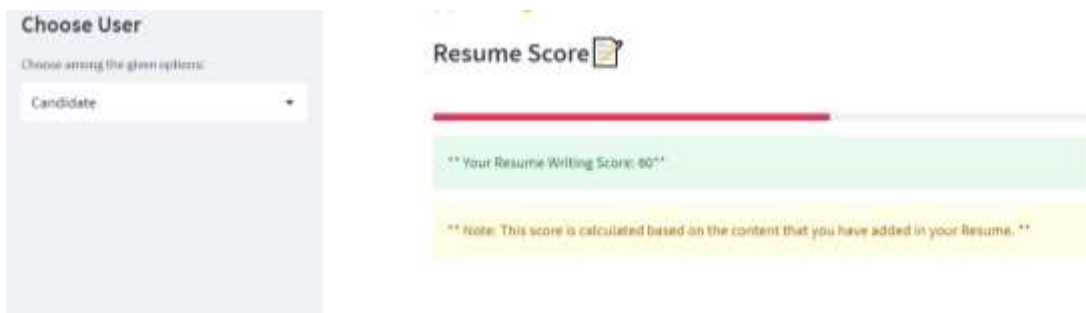 Choose User
Choose among the given options:
Candidate
Resume Score📝
** Your Resume Writing Score: 60**
** Note: This score is calculated based on the content that you have added in your Resume. **